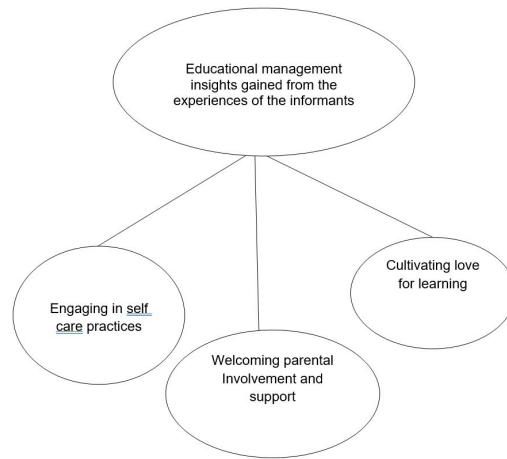 Educational management
insights gained from the
experiences of the informants
Engaging in self
care practices
Welcoming parental
Involvement and
support
Cultivating love
for learning